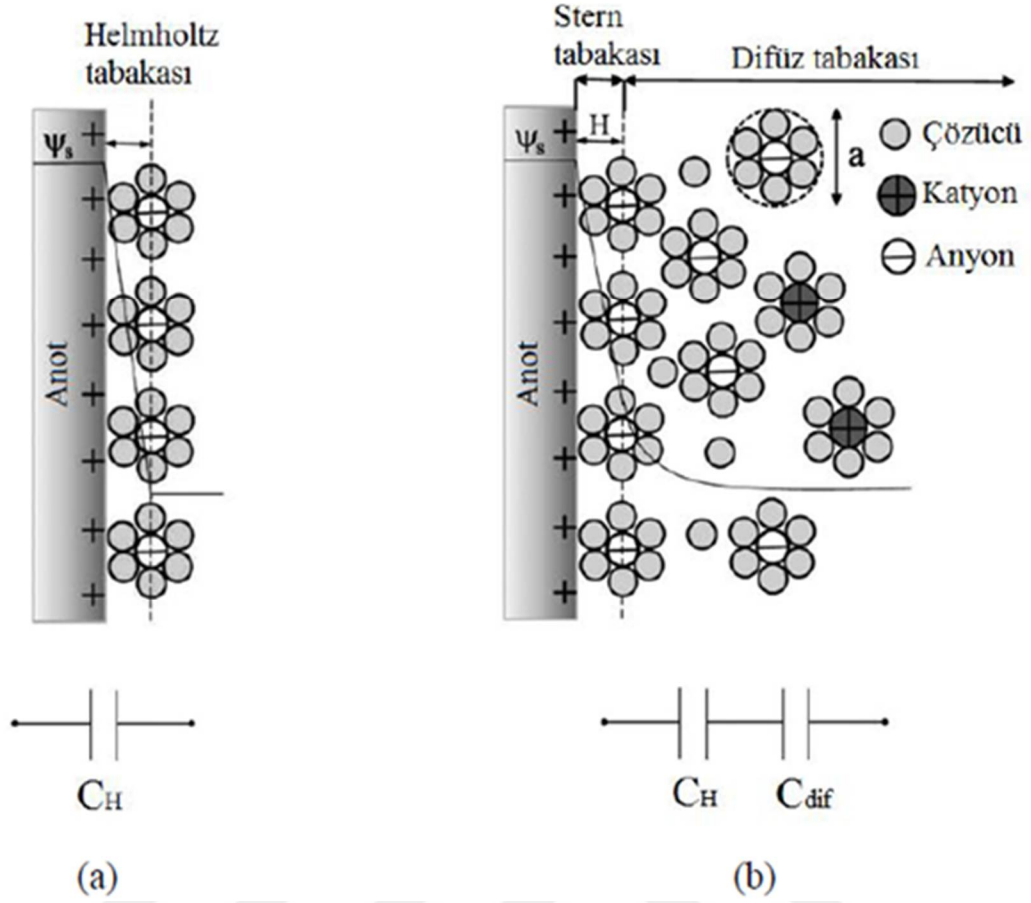 Helmholtz
tabakası
Ψs
Anot
CH
(a)
Stern
tabakası
Difüz tabakası
H
Ψs
a
Çözücü
Katyon
Anyon
Anot
CH
Cdif
(b)